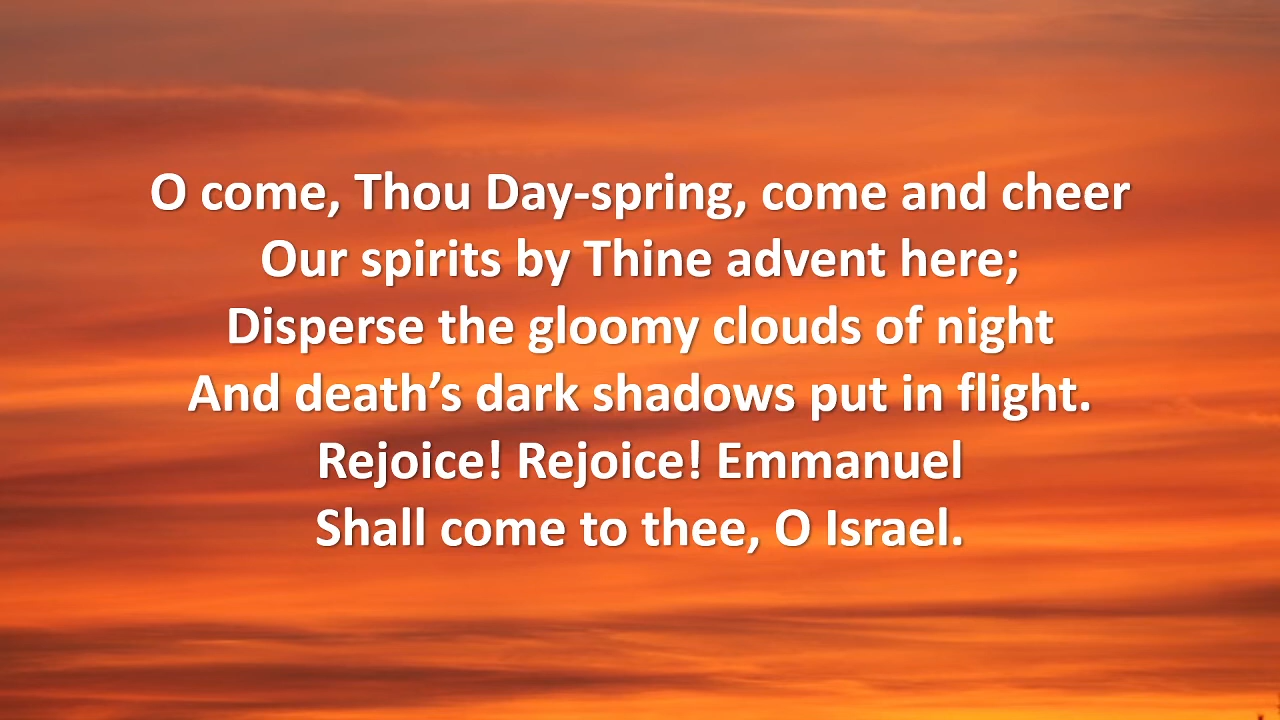 O come, Thou Day-spring, come and cheer
Our spirits by Thine advent here;
Disperse the gloomy clouds of night
And death’s dark shadows put in flight.
Rejoice! Rejoice! Emmanuel
Shall come to thee, O Israel.